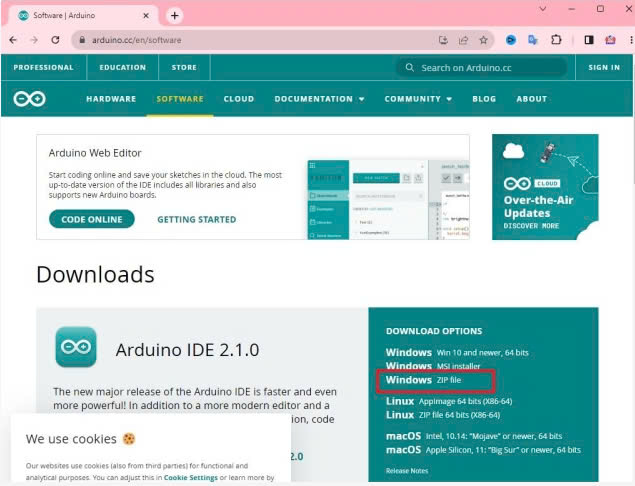 Software | Arduino
arduino.cc/en/software
PROFESSIONAL
EDUCATION
STORE
Search on Arduino.cc
SIGN IN
HARDWARE
SOFTWARE
CLOUD
DOCUMENTATION
COMMUNITY
BLOG
ABOUT
Arduino Web Editor
Start coding online and save your sketches in the cloud. The most
up-to-date version of the IDE includes all libraries and also
supports new Arduino boards.
CODE ONLINE
GETTING STARTED
CLOUD
Over-the-Air
Updates
DISCOVER MORE
Downloads
Arduino IDE 2.1.0
The new major release of the Arduino IDE is faster and even
more powerful! In addition to a more modern editor and a
ion, code
2.0
DOWNLOAD OPTIONS
Windows Win 10 and newer, 64 bits
Windows MSI installer
Windows ZIP file
Linux AppImage 64 bits (X86-64)
Linux ZIP file 64 bits (X86-64)
macOS Intel, 10.14: "Mojave" or newer, 64 bits
macOS Apple Silicon, 11: "Big Sur" or newer, 64 bits
Release Notes
We use cookies
Our websites use cookies (also from third parties) for functional and
analytical purposes. You can adjust this in Cookie Settings or learn more by